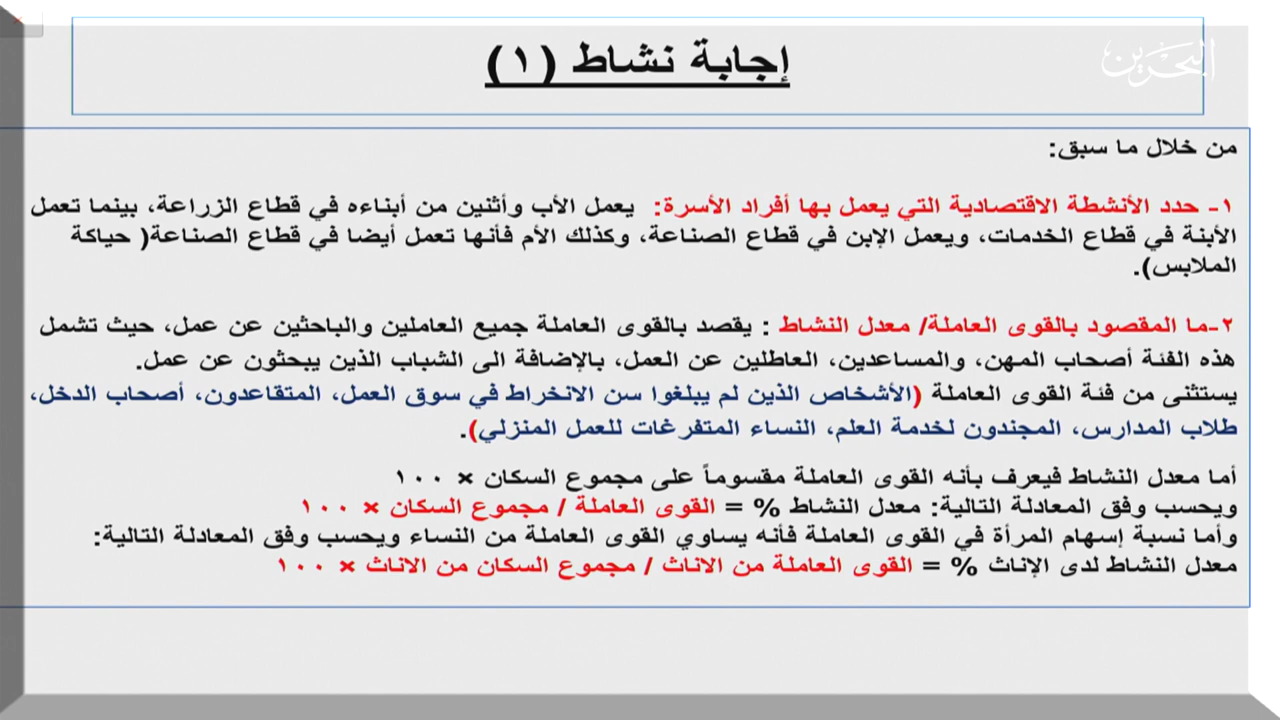 البحرين
إجابة نشاط (١)
من خلال ما سبق:
١- حدد الأنشطة الاقتصادية التي يعمل بها أفراد الأسرة: يعمل الأب وأثنين من أبناءه في قطاع الزراعة، بينما تعمل
الأبنة في قطاع الخدمات، ويعمل الإبن في قطاع الصناعة، وكذلك الأم فأنها تعمل أيضا في قطاع الصناعة( حياكة
الملابس).
٢-ما المقصود بالقوى العاملة/ معدل النشاط : يقصد بالقوى العاملة جميع العاملين والباحثين عن عمل، حيث تشمل
هذه الفئة أصحاب المهن، والمساعدين، العاطلين عن العمل، بالإضافة الى الشباب الذين يبحثون عن عمل.
يستثنى من فئة القوى العاملة (الأشخاص الذين لم يبلغوا سن الانخراط في سوق العمل، المتقاعدون، أصحاب الدخل،
طلاب المدارس، المجندون لخدمة العلم، النساء المتفرغات للعمل المنزلي).
أما معدل النشاط فيعرف بأنه القوى العاملة مقسوماً على مجموع السكان × ١٠٠
ويحسب وفق المعادلة التالية: معدل النشاط % = القوى العاملة / مجموع السكان × ١٠٠
وأما نسبة إسهام المرأة في القوى العاملة فأنه يساوي القوى العاملة من النساء ويحسب وفق المعادلة التالية:
معدل النشاط لدى الإناث % = القوى العاملة من الاناث / مجموع السكان من الاناث × ١٠٠